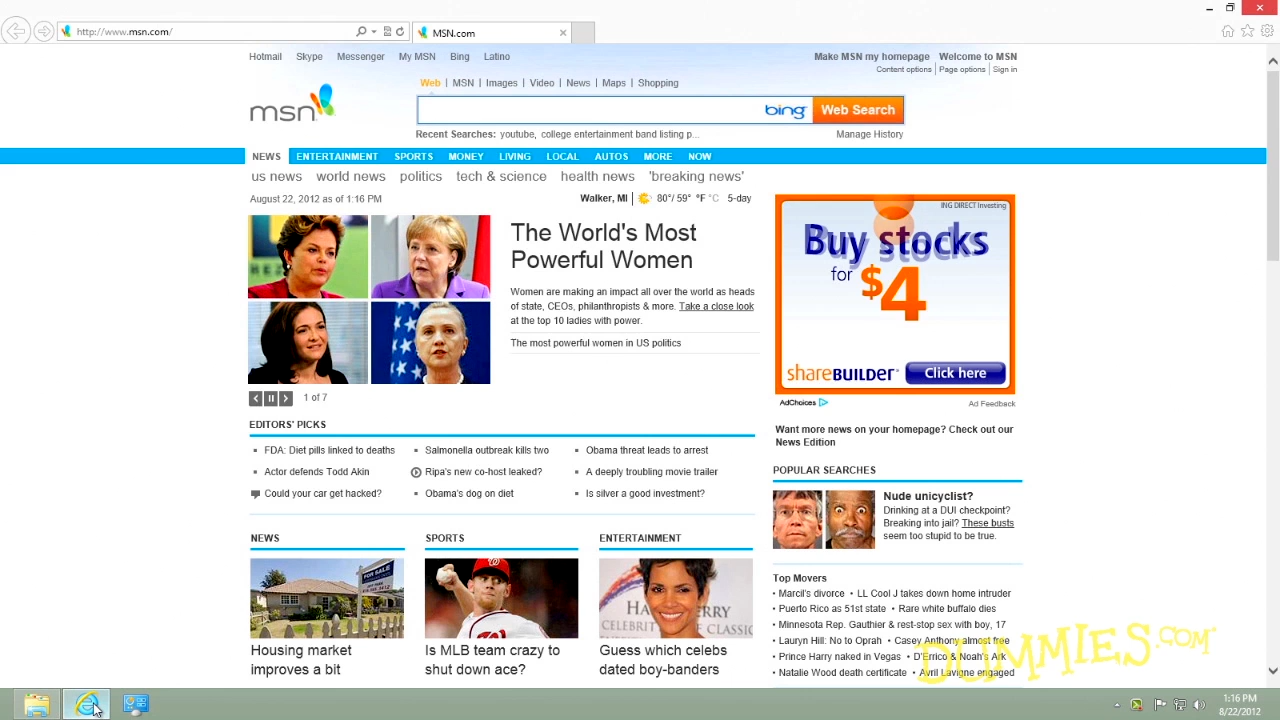 http://www.msn.com/
MSN.com
Hotmail Skype Messenger My MSN Bing Latino
Make MSN my homepage Welcome to MSN
Content options | Page options | Sign in
Web | MSN | Images | Video | News | Maps | Shopping
msn
bing Web Search
Recent Searches: youtube, college entertainment band listing p...
Manage History
NEWS ENTERTAINMENT SPORTS MONEY LIVING LOCAL AUTOS MORE NOW
us news world news politics tech & science health news 'breaking news'
August 22, 2012 as of 1:16 PM
Walker, MI | 80°/ 59° °F °C 5-day
The World's Most
Powerful Women
Women are making an impact all over the world as heads
of state, CEOs, philanthropists & more. Take a close look
at the top 10 ladies with power.
The most powerful women in US politics
1 of 7
ING DIRECT Investing
Buy stocks
for $4
shareBUILDER Click here
AdChoices
Ad Feedback
Want more news on your homepage? Check out our
News Edition
EDITORS' PICKS
FDA: Diet pills linked to deaths
Salmonella outbreak kills two
Obama threat leads to arrest
Actor defends Todd Akin
Ripa's new co-host leaked?
A deeply troubling movie trailer
Could your car get hacked?
Obama's dog on diet
Is silver a good investment?
POPULAR SEARCHES
Nude unicyclist?
Drinking at a DUI checkpoint?
Breaking into jail? These busts
seem too stupid to be true.
NEWS
Housing market
improves a bit
SPORTS
Is MLB team crazy to
shut down ace?
ENTERTAINMENT
Guess which celebs
dated boy-banders
Top Movers
• Marcil's divorce • LL Cool J takes down home intruder
• Puerto Rico as 51st state • Rare white buffalo dies
• Minnesota Rep. Gauthier & rest-stop sex with boy, 17
• Lauryn Hill: No to Oprah • Casey Anthony almost free
• Prince Harry naked in Vegas • D'Errico & Noah's Ark
• Natalie Wood death certificate • Avril Lavigne engaged
DUMMIES.COM
1:16 PM
8/22/2012